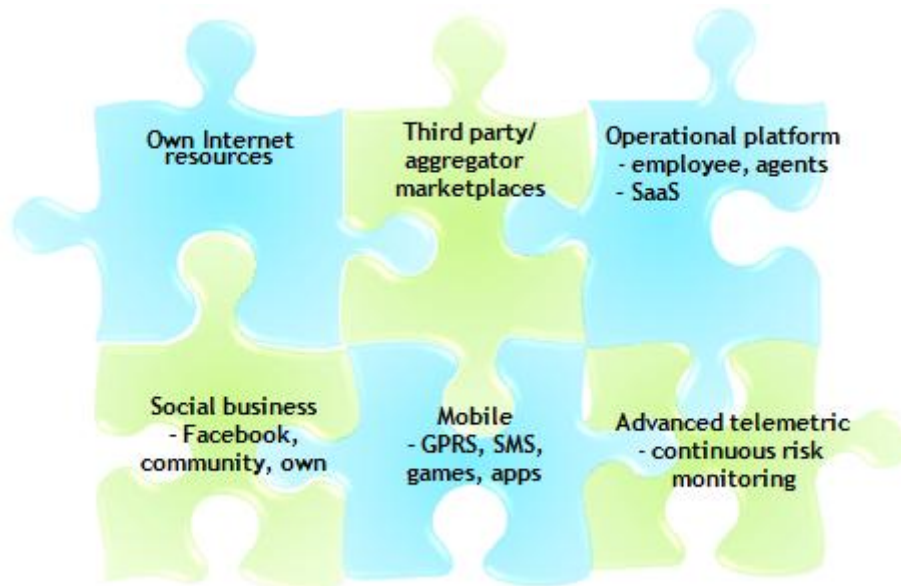 Own Internet
resources
Third party/
aggregator
marketplaces
Operational platform
- employee, agents
- SaaS
Social business
- Facebook,
community, own
Mobile
- GPRS, SMS,
games, apps
Advanced telemetric
- continuous risk
monitoring